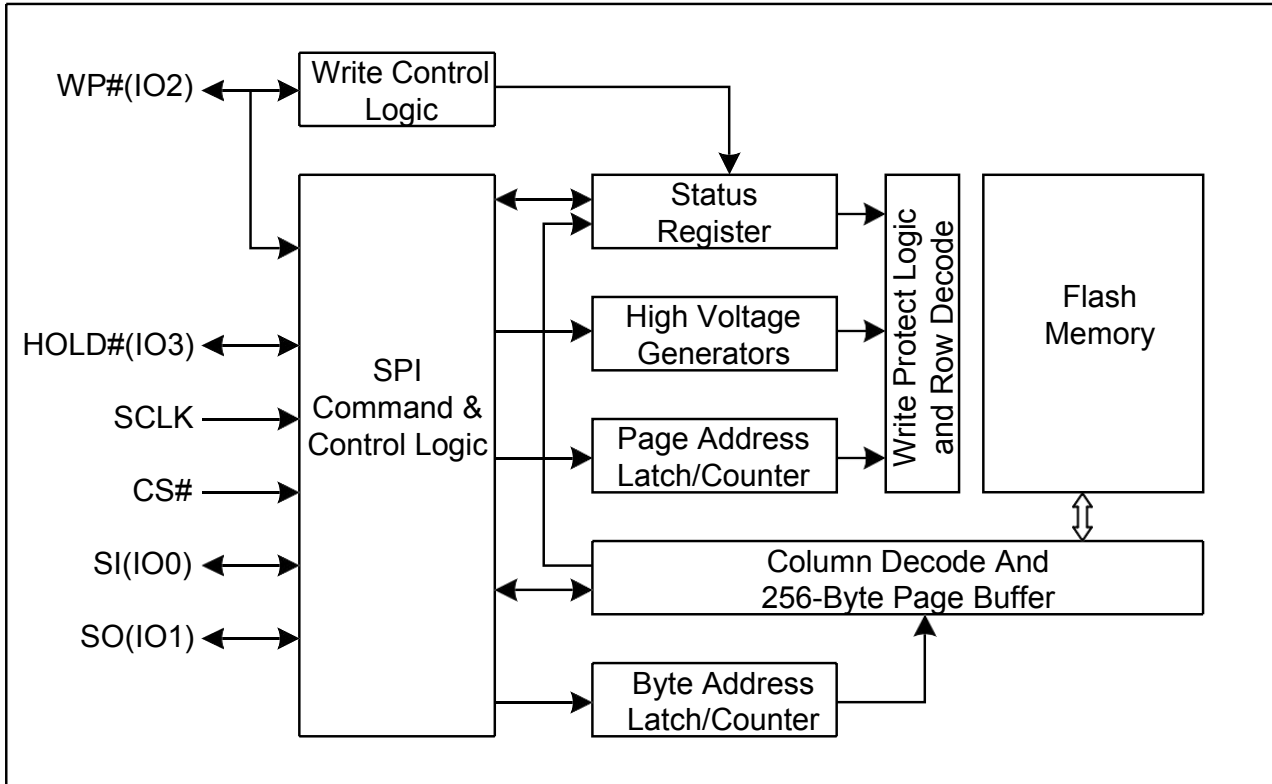 WP#(IO2)
Write Control
Logic
Status
Register
Write Protect Logic
and Row Decode
Flash
Memory
HOLD#(IO3)
High Voltage
Generators
SPI
Command &
Control Logic
SCLK
Page Address
Latch/Counter
CS#
SI(IO0)
Column Decode And
256-Byte Page Buffer
SO(IO1)
Byte Address
Latch/Counter